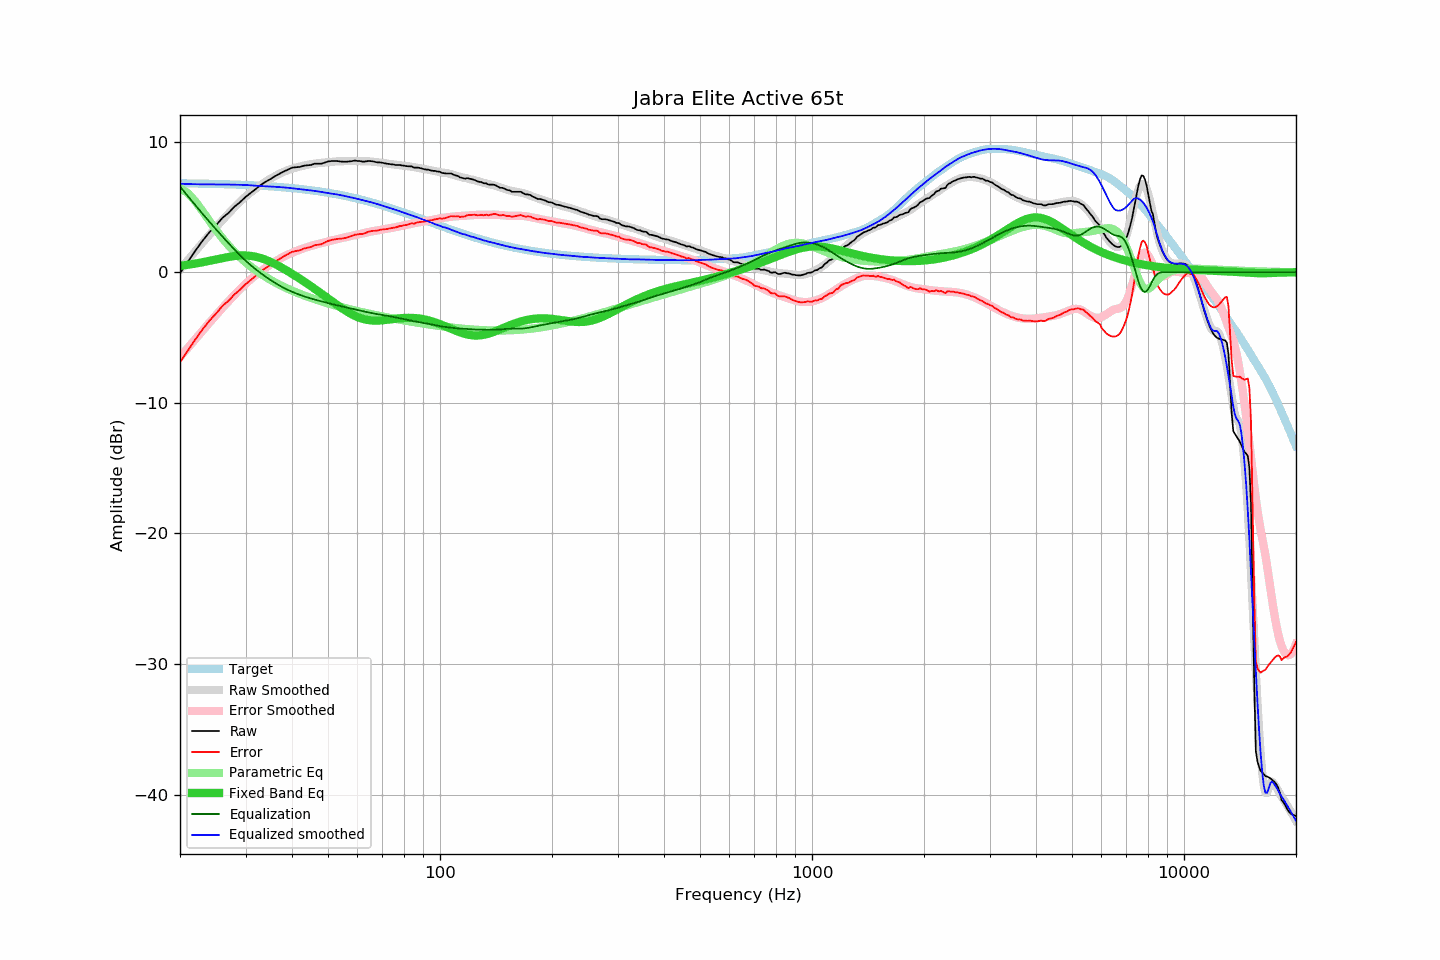 Jabra Elite Active 65t
10
0
−10
−20
−30
−40
Amplitude (dBr)
Target
Raw Smoothed
Error Smoothed
Raw
Error
Parametric Eq
Fixed Band Eq
Equalization
Equalized smoothed
100
1000
10000
Frequency (Hz)